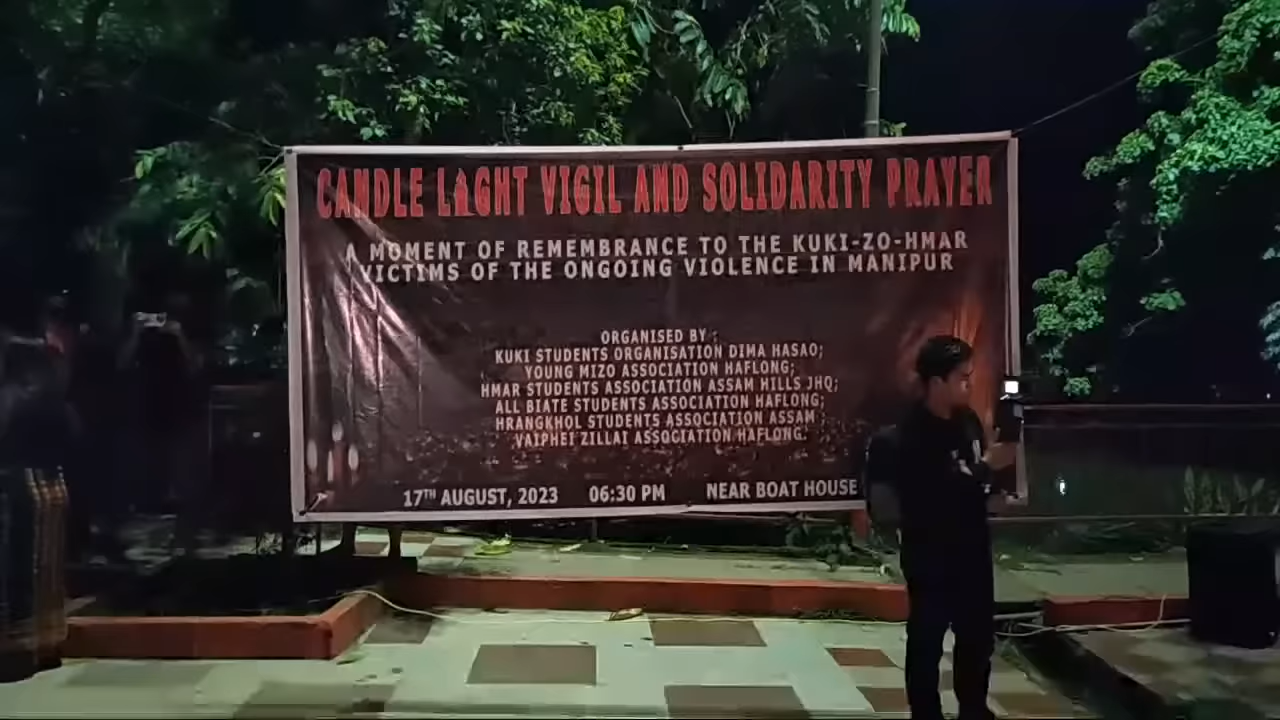 CANDLE LIGHT VIGIL AND SOLIDARITY PRAYER
A MOMENT OF REMEMBRANCE TO THE KUKI-ZO-HMAR
VICTIMS OF THE ONGOING VIOLENCE IN MANIPUR
ORGANISED BY :
KUKI STUDENTS ORGANISATION DIMA HASAO;
YOUNG MIZO ASSOCIATION HAFLONG;
HMAR STUDENTS ASSOCIATION ASSAM HILLS JHQ;
ALL BIATE STUDENTS ASSOCIATION HAFLONG;
HRANGKHOL STUDENTS ASSOCIATION ASSAM;
VAIPHEI ZILLAI ASSOCIATION HAFLONG.
17TH AUGUST, 2023 06:30 PM NEAR BOAT HOUSE